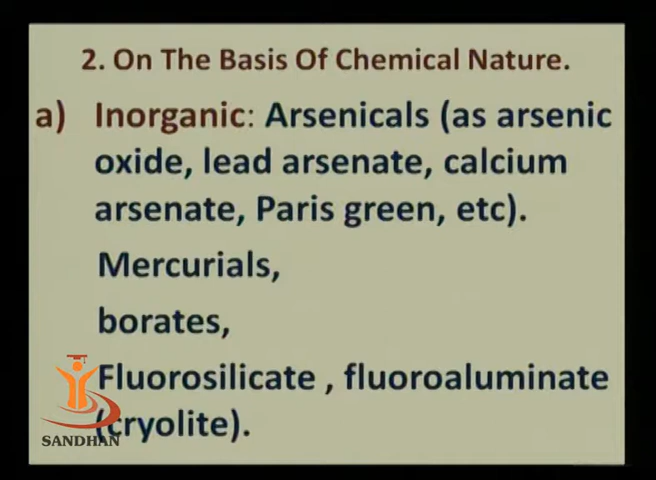 2. On The Basis Of Chemical Nature.
a) Inorganic: Arsenicals (as arsenic
oxide, lead arsenate, calcium
arsenate, Paris green, etc).
Mercurials,
borates,
Fluorosilicate , fluoroaluminate
(cryolite).
SANDHAN